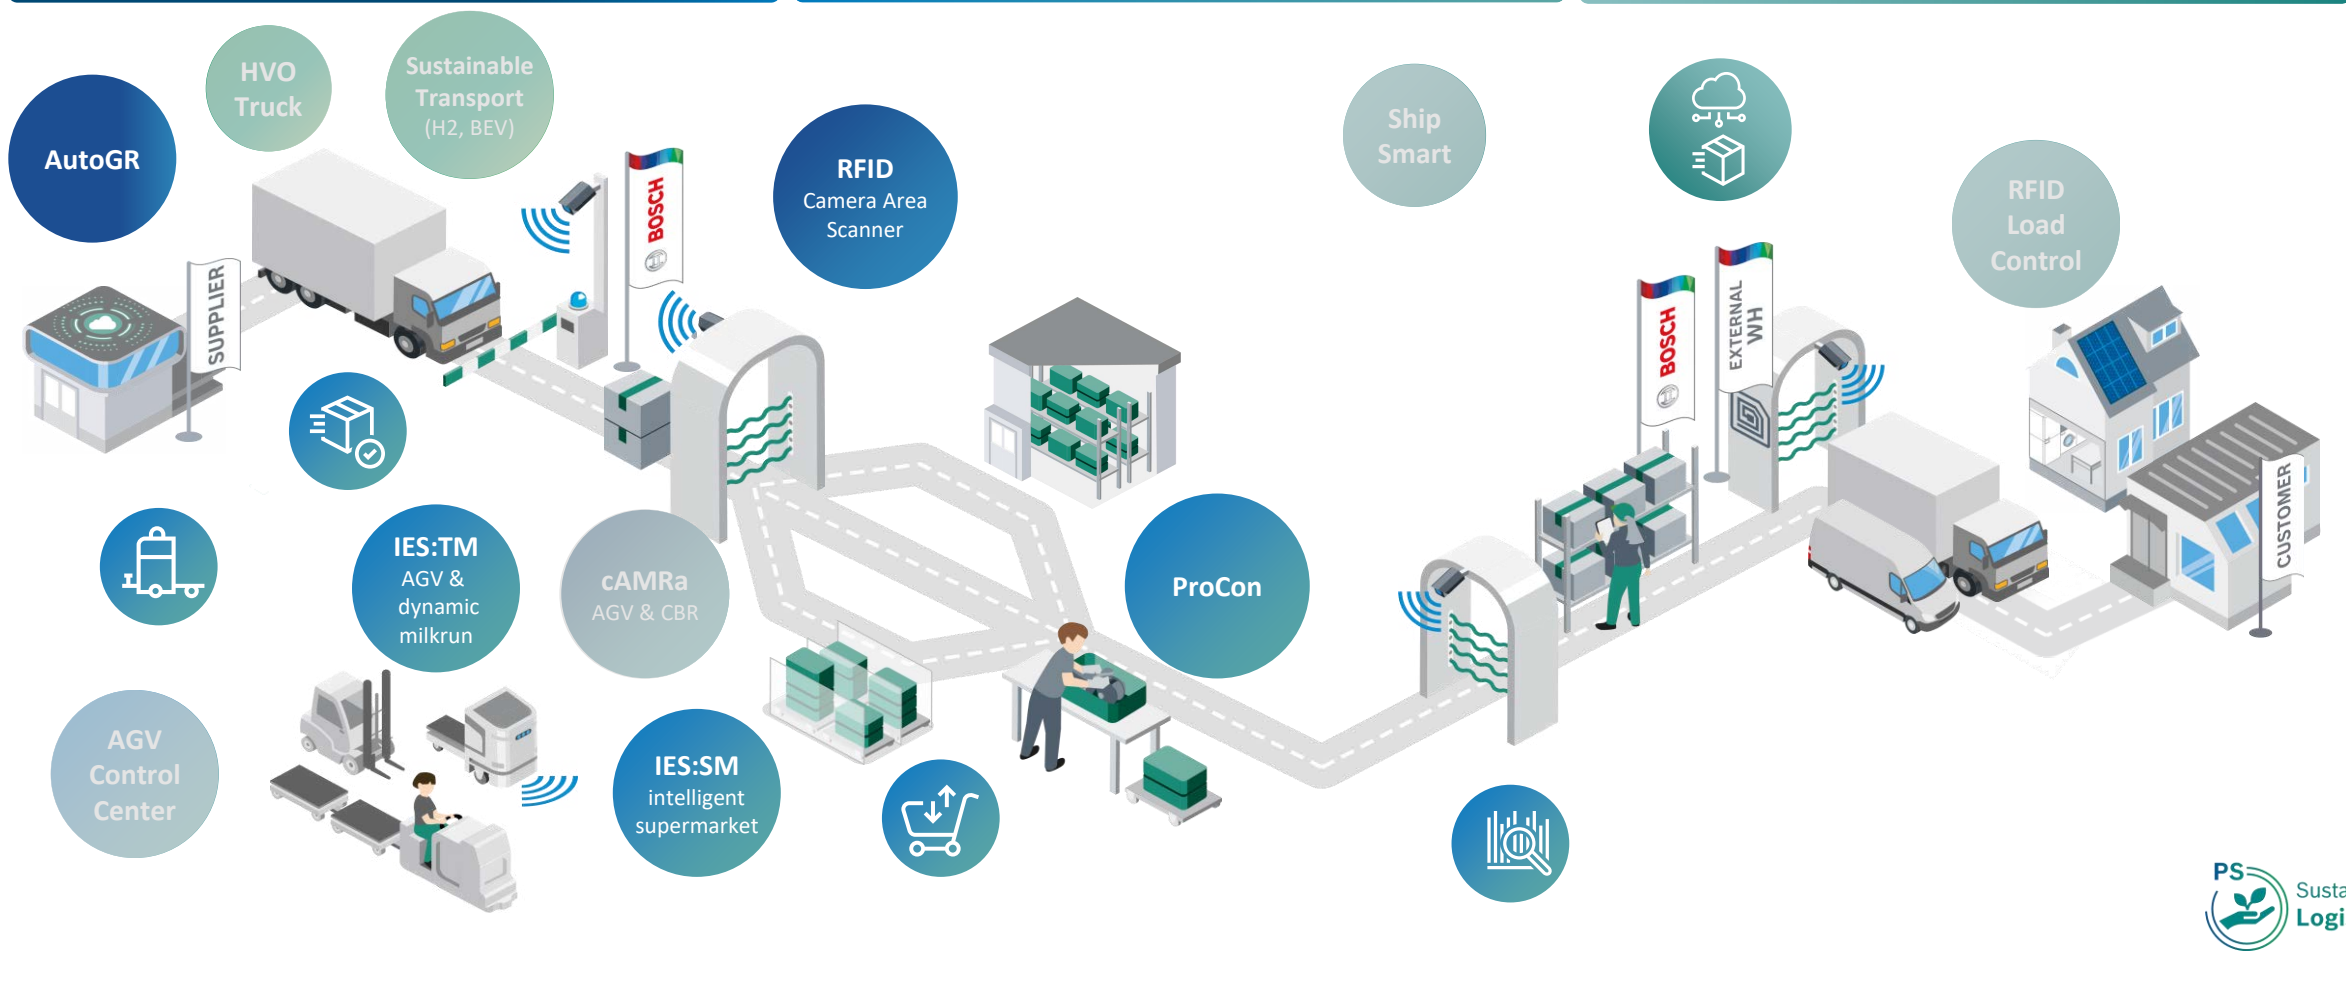 HVO
Truck
Sustainable
Transport
(H2, BEV)
AutoGR
RFID
Camera Area
Scanner
Ship
Smart
RFID
Load
Control
SUPPLIER
BOSCH
BOSCH
EXTERNAL
WH
CUSTOMER
IES:TM
AGV &
dynamic
milkrun
cAMRa
AGV & CBR
ProCon
AGV
Control
Center
IES:SM
intelligent
supermarket
PS
Susta
Logi